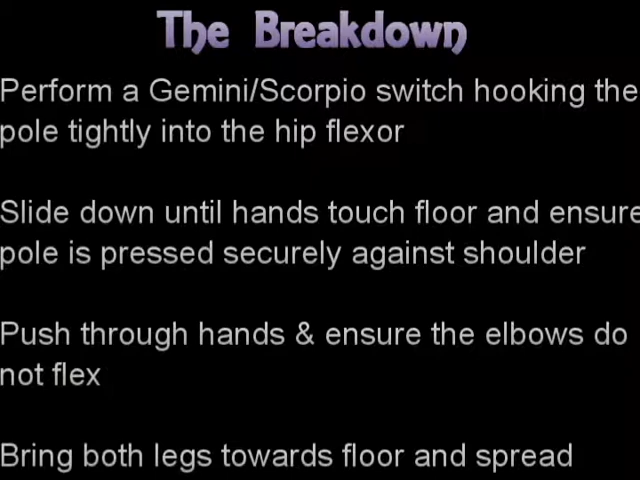 The Breakdown
Perform a Gemini/Scorpio switch hooking the
pole tightly into the hip flexor
Slide down until hands touch floor and ensure
pole is pressed securely against shoulder
Push through hands & ensure the elbows do
not flex
Bring both legs towards floor and spread